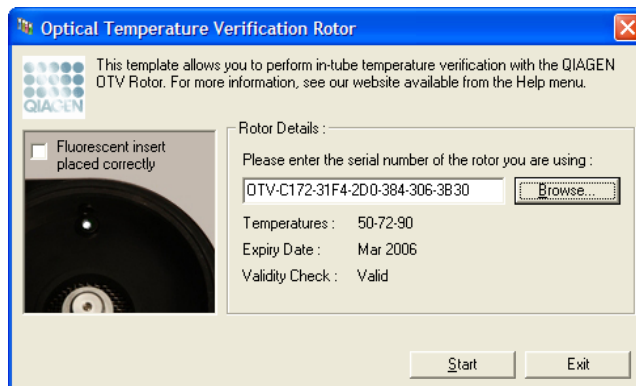 Optical Temperature Verification Rotor
This template allows you to perform in-tube temperature verification with the QIAGEN
OTV Rotor. For more information, see our website available from the Help menu.
QIAGEN
Fluorescent insert
placed correctly
Rotor Details :
Please enter the serial number of the rotor you are using :
OTV-C172-31F4-2D0-384-306-3B30
Browse...
Temperatures : 50-72-90
Expiry Date : Mar 2006
Validity Check : Valid
Start Exit